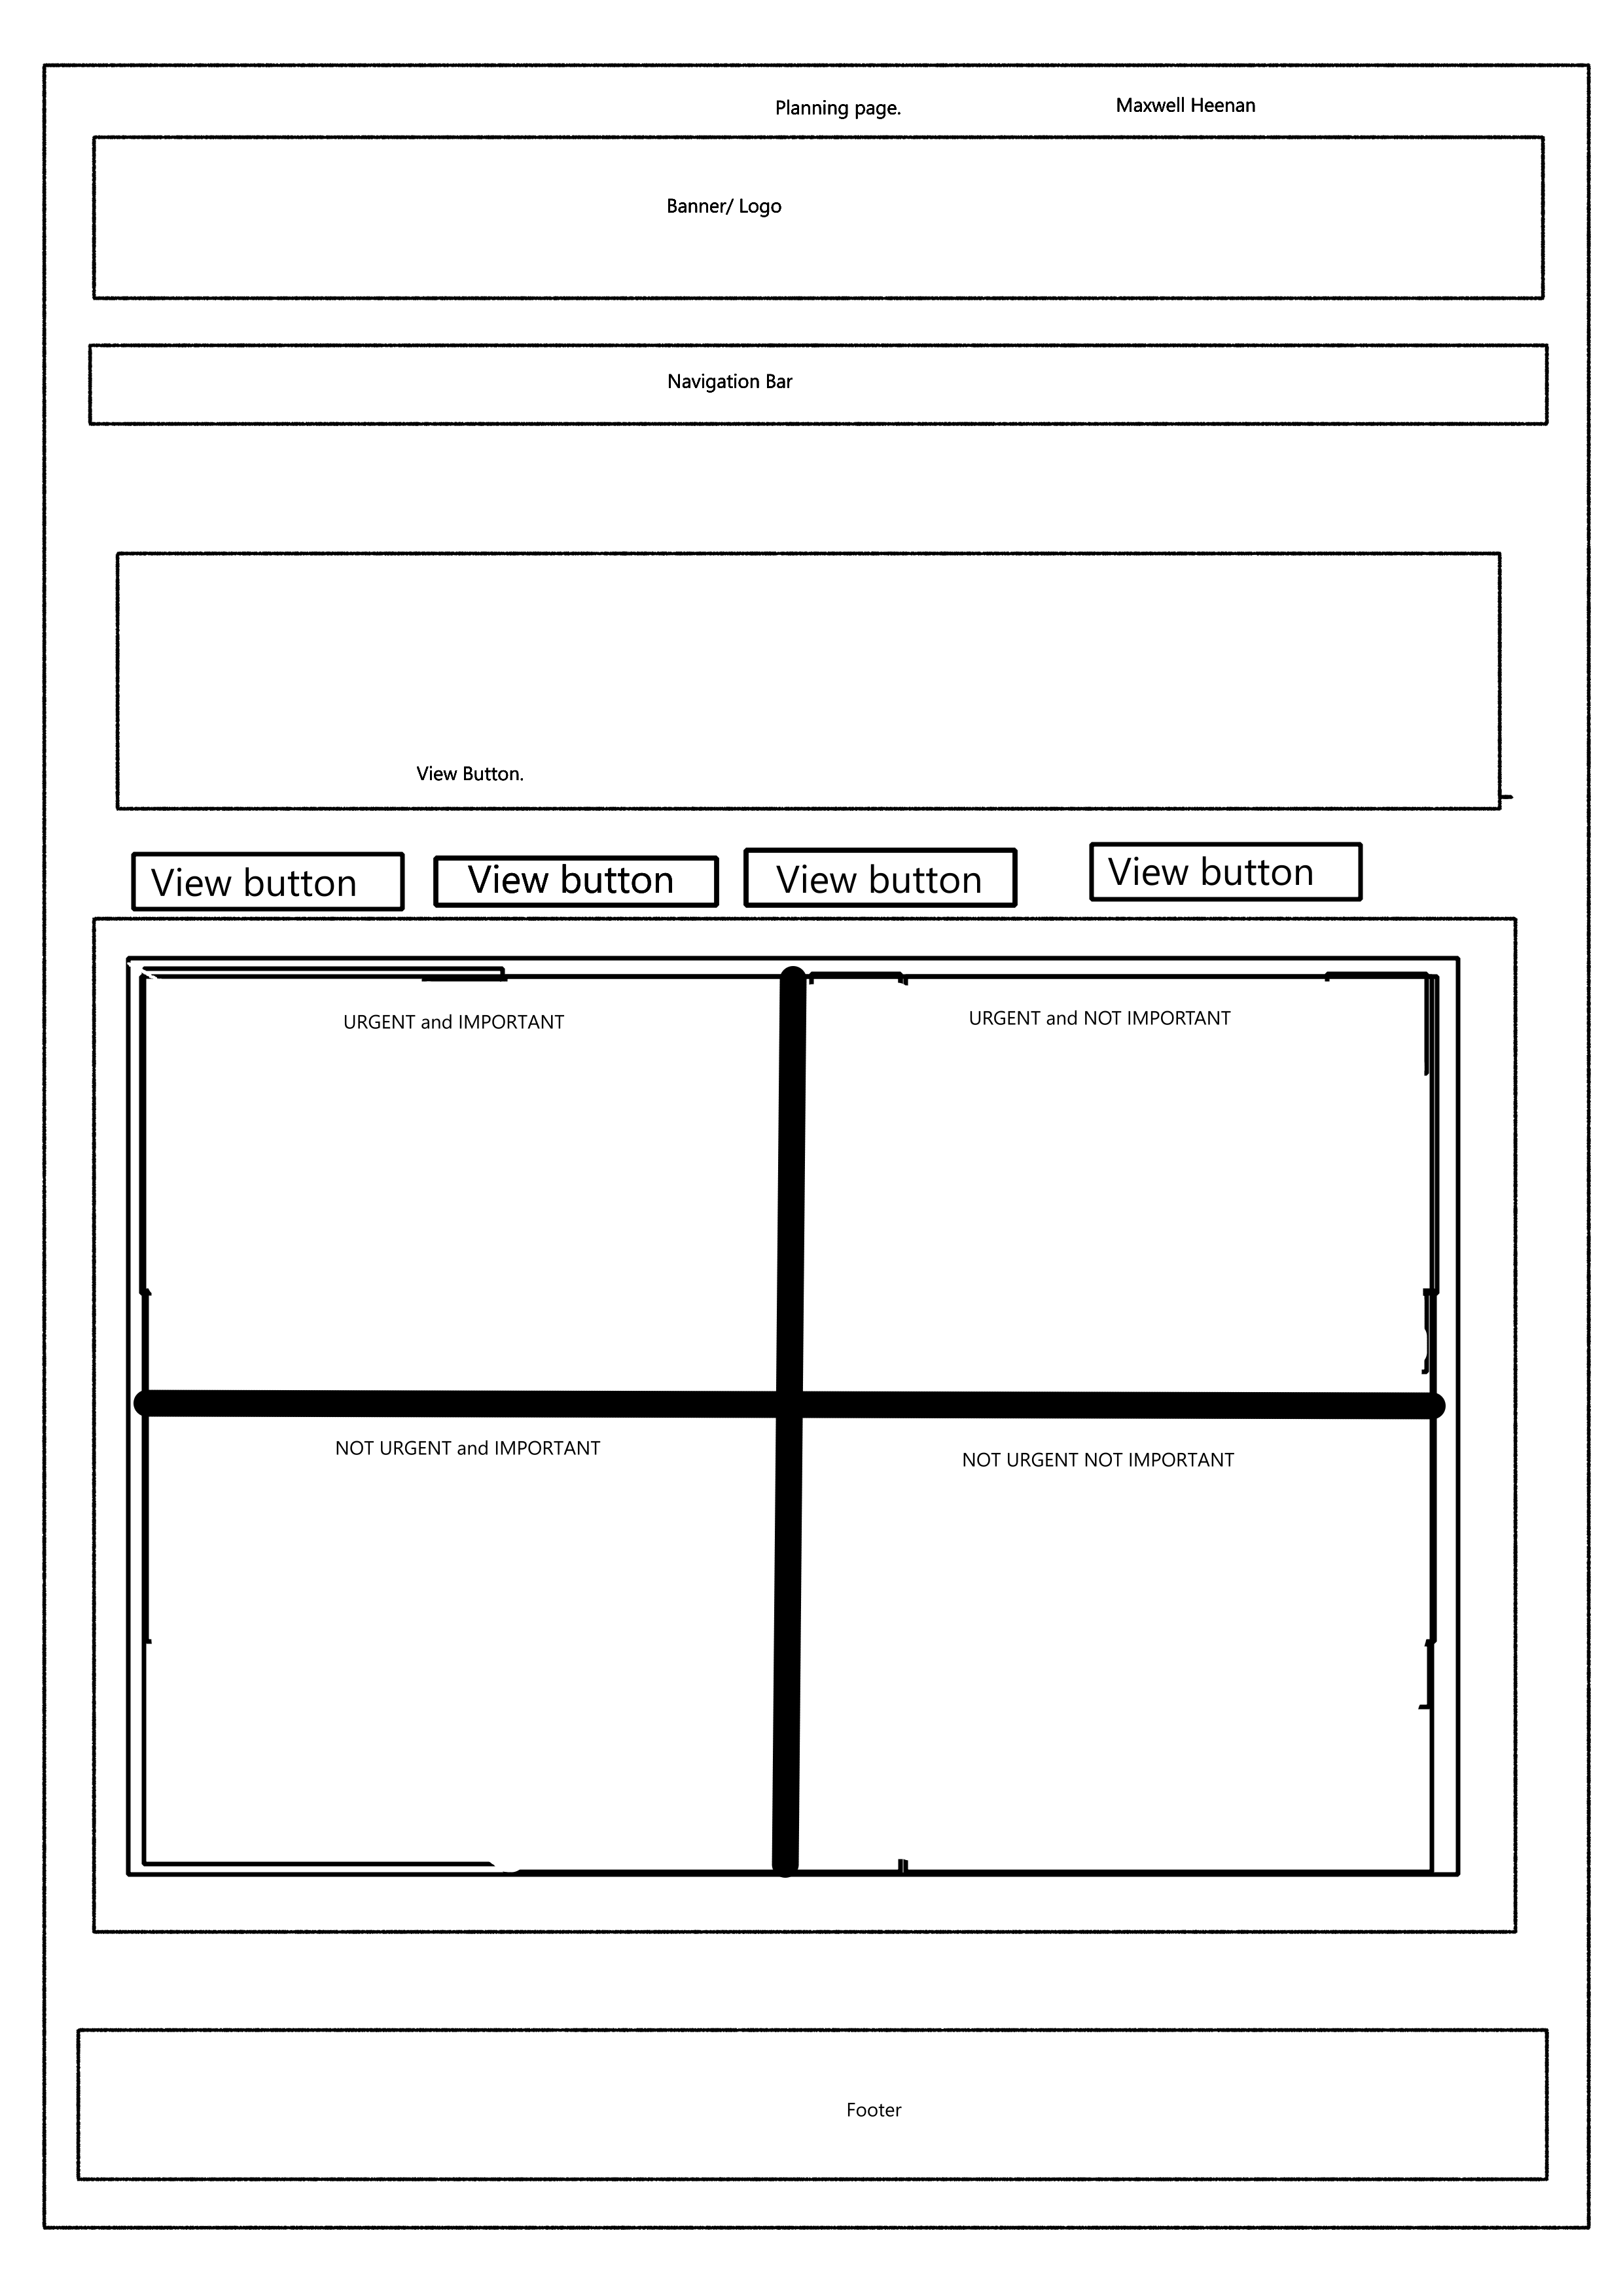 Planning page.
Maxwell Heenan
Banner/ Logo
Navigation Bar
View Button.
View button
View button
View button
View button
URGENT and IMPORTANT
URGENT and NOT IMPORTANT
NOT URGENT and IMPORTANT
NOT URGENT NOT IMPORTANT
Footer